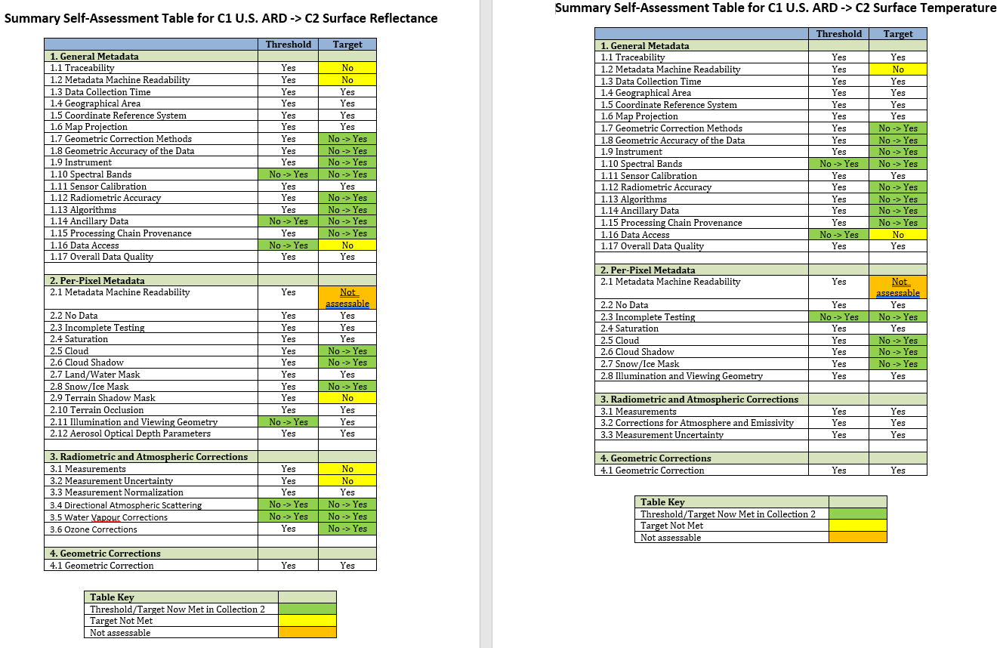 Summary Self-Assessment Table for C1 U.S. ARD -> C2 Surface Reflectance
Threshold Target
1. General Metadata
1.1 Traceability Yes No
1.2 Metadata Machine Readability Yes No
1.3 Data Collection Time Yes Yes
1.4 Geographical Area Yes Yes
1.5 Coordinate Reference System Yes Yes
1.6 Map Projection Yes Yes
1.7 Geometric Correction Methods Yes No -> Yes
1.8 Geometric Accuracy of the Data Yes No -> Yes
1.9 Instrument Yes No -> Yes
1.10 Spectral Bands No -> Yes No -> Yes
1.11 Sensor Calibration Yes Yes
1.12 Radiometric Accuracy Yes No -> Yes
1.13 Algorithms Yes No -> Yes
1.14 Ancillary Data No -> Yes No -> Yes
1.15 Processing Chain Provenance Yes No -> Yes
1.16 Data Access No -> Yes No
1.17 Overall Data Quality Yes Yes
2. Per-Pixel Metadata
2.1 Metadata Machine Readability Yes Not
assessable
2.2 No Data Yes Yes
2.3 Incomplete Testing Yes Yes
2.4 Saturation Yes Yes
2.5 Cloud Yes No -> Yes
2.6 Cloud Shadow Yes No -> Yes
2.7 Land/Water Mask Yes Yes
2.8 Snow/Ice Mask Yes No -> Yes
2.9 Terrain Shadow Mask Yes No
2.10 Terrain Occlusion Yes Yes
2.11 Illumination and Viewing Geometry No -> Yes Yes
2.12 Aerosol Optical Depth Parameters Yes Yes
3. Radiometric and Atmospheric Corrections
3.1 Measurements Yes No
3.2 Measurement Uncertainty Yes No
3.3 Measurement Normalization Yes Yes
3.4 Directional Atmospheric Scattering No -> Yes No -> Yes
3.5 Water Vapour Corrections No -> Yes No -> Yes
3.6 Ozone Corrections Yes No -> Yes
4. Geometric Corrections
4.1 Geometric Correction Yes Yes
Table Key
Threshold/Target Now Met in Collection 2
Target Not Met
Not assessable
Summary Self-Assessment Table for C1 U.S. ARD -> C2 Surface Temperature
Threshold Target
1. General Metadata
1.1 Traceability Yes Yes
1.2 Metadata Machine Readability Yes No
1.3 Data Collection Time Yes Yes
1.4 Geographical Area Yes Yes
1.5 Coordinate Reference System Yes Yes
1.6 Map Projection Yes Yes
1.7 Geometric Correction Methods Yes No -> Yes
1.8 Geometric Accuracy of the Data Yes No -> Yes
1.9 Instrument Yes No -> Yes
1.10 Spectral Bands No -> Yes No -> Yes
1.11 Sensor Calibration Yes Yes
1.12 Radiometric Accuracy Yes No -> Yes
1.13 Algorithms Yes No -> Yes
1.14 Ancillary Data Yes No -> Yes
1.15 Processing Chain Provenance Yes No -> Yes
1.16 Data Access No -> Yes No
1.17 Overall Data Quality Yes Yes
2. Per-Pixel Metadata
2.1 Metadata Machine Readability Yes Not
assessable
2.2 No Data Yes Yes
2.3 Incomplete Testing No -> Yes No -> Yes
2.4 Saturation Yes Yes
2.5 Cloud Yes No -> Yes
2.6 Cloud Shadow Yes No -> Yes
2.7 Snow/Ice Mask Yes No -> Yes
2.8 Illumination and Viewing Geometry Yes Yes
3. Radiometric and Atmospheric Corrections
3.1 Measurements Yes Yes
3.2 Corrections for Atmosphere and Emissivity Yes Yes
3.3 Measurement Uncertainty Yes Yes
4. Geometric Corrections
4.1 Geometric Correction Yes Yes
Table Key
Threshold/Target Now Met in Collection 2
Target Not Met
Not assessable